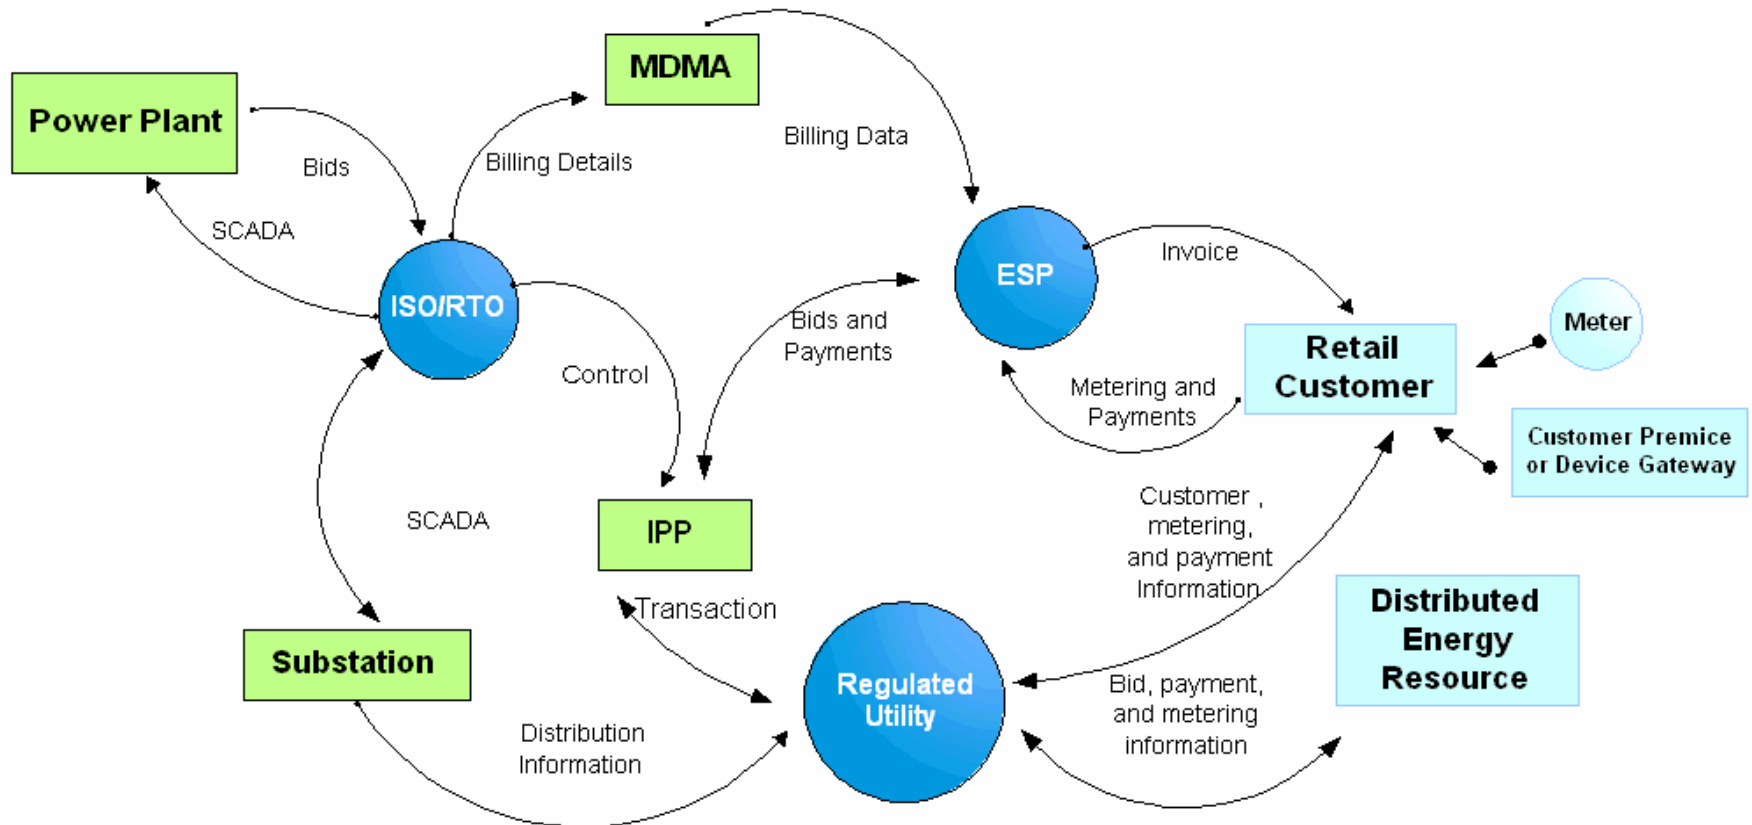 MDMA
Power Plant
Billing Data
Bids
Billing Details
SCADA
Invoice
ESP
ISO/RTO
Bids and
Payments
Meter
Retail
Customer
Control
Metering and
Payments
Customer Premice
or Device Gateway
Customer ,
metering,
and payment
Information
SCADA
IPP
Transaction
Distributed
Energy
Resource
Substation
Regulated
Utility
Bid, payment,
and metering
information
Distribution
Information